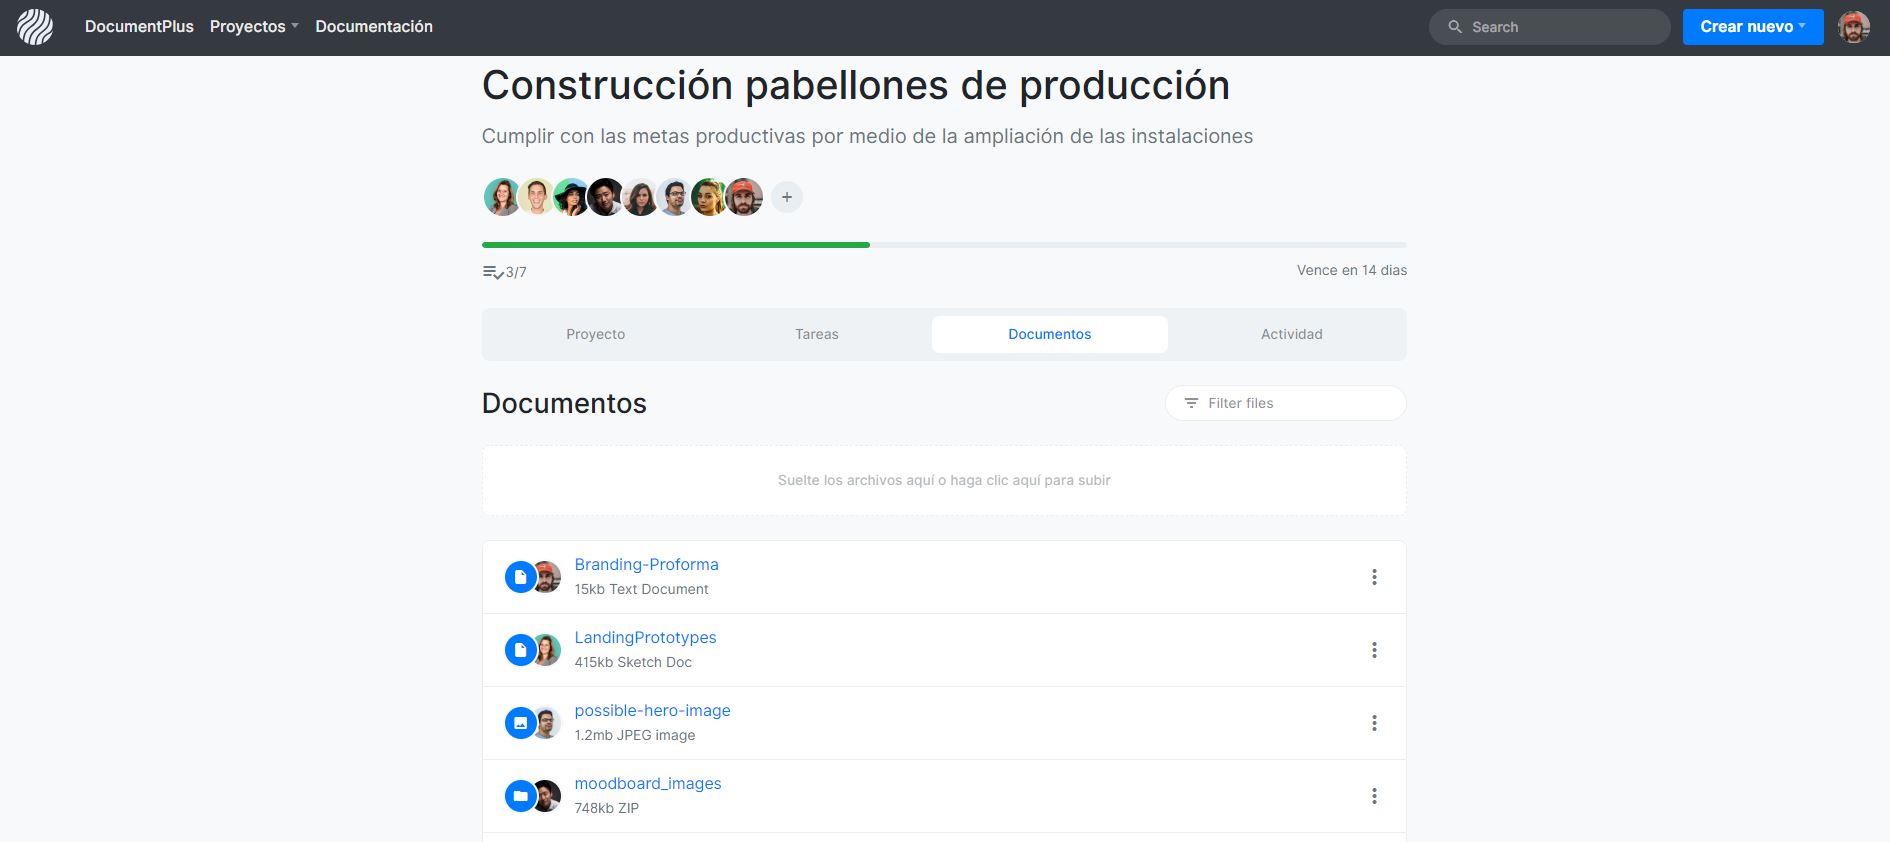 DocumentPlus Proyectos Documentación Search Crear nuevo
Construcción pabellones de producción
Cumplir con las metas productivas por medio de la ampliación de las instalaciones
3/7 Vence en 14 dias
Proyecto Tareas Documentos Actividad
Documentos Filter files
Suelte los archivos aquí o haga clic aquí para subir
Branding-Proforma
15kb Text Document
LandingPrototypes
415kb Sketch Doc
possible-hero-image
1.2mb JPEG image
moodboard_images
748kb ZIP